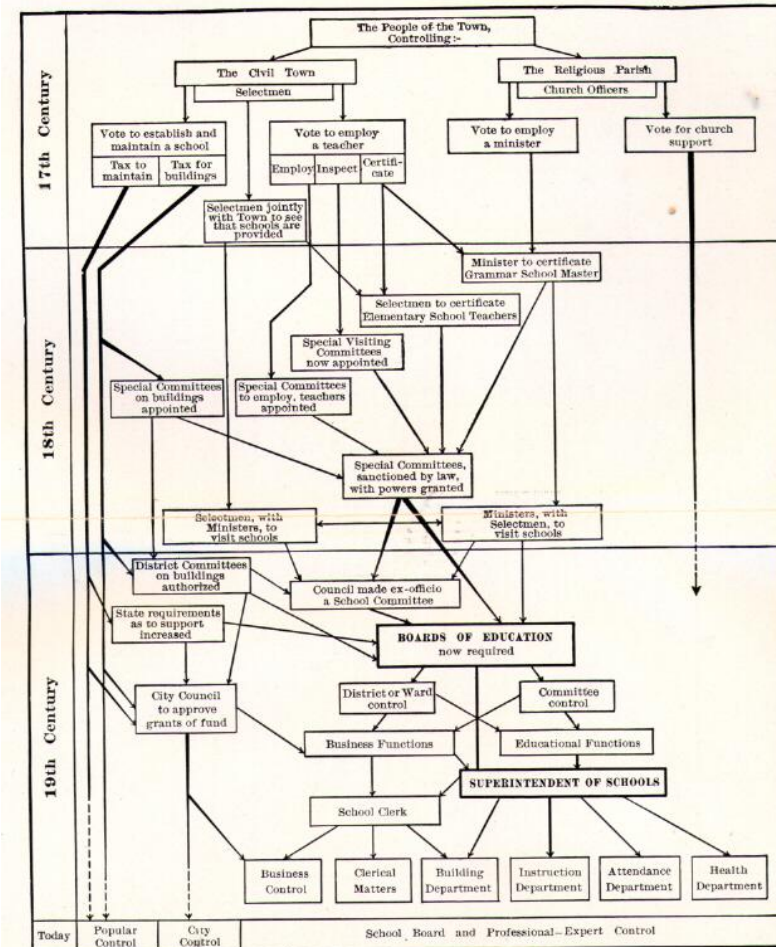 The People of the Town,
Controlling:-
The Civil Town
Selectmen
The Religious Parish
Church Officers
17th Century
Vote to establish and
maintain a school
Tax to
maintain
Tax for
buildings
Vote to employ
a teacher
Employ
Inspect
Certifi-
cate
Vote to employ
a minister
Vote for church
support
Selectmen jointly
with Town to see
that schools are
provided
18th Century
Minister to certificate
Grammar School Master
Selectmen to certificate
Elementary School Teachers
Special Visiting
Committees
now appointed
Special Committees
on buildings
appointed
Special Committees
to employ, teachers
appointed
Special Committees,
sanctioned by law,
with powers granted
Selectmen, with
Ministers, to
visit schools
Ministers, with
Selectmen, to
visit schools
19th Century
District Committees
on buildings
authorized
Council made ex-officio
a School Committee
State requirements
as to support
increased
BOARDS OF EDUCATION
now required
City Council
to approve
grants of fund
District or Ward
control
Committee
control
Business Functions
Educational Functions
SUPERINTENDENT OF SCHOOLS
School Clerk
Business
Control
Clerical
Matters
Building
Department
Instruction
Department
Attendance
Department
Health
Department
Today
Popular
Control
City
Control
School Board and Professional-Expert Control